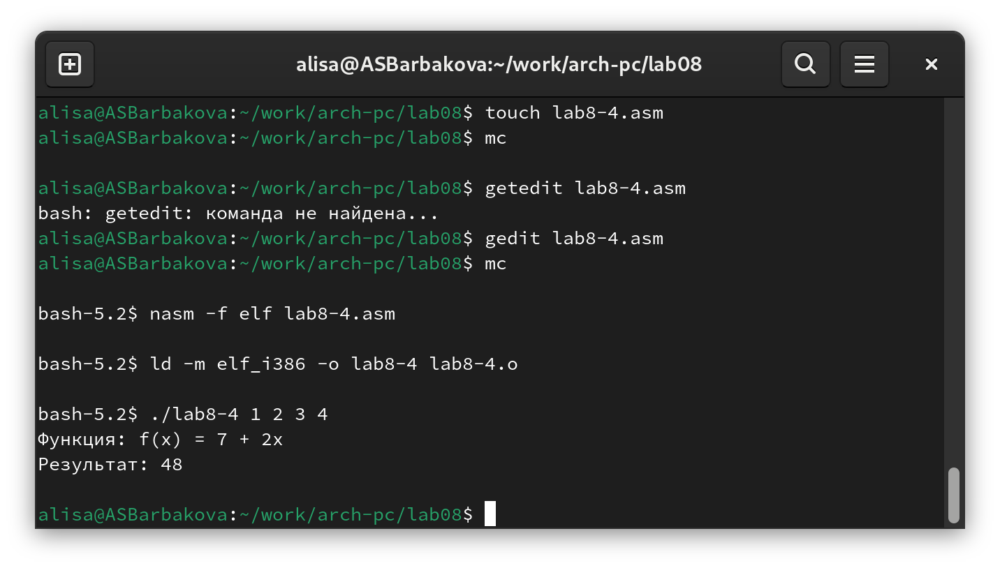 alisa@ASBarbakova:~/work/arch-pc/lab08
alisa@ASBarbakova:~/work/arch-pc/lab08$ touch lab8-4.asm
alisa@ASBarbakova:~/work/arch-pc/lab08$ mc
alisa@ASBarbakova:~/work/arch-pc/lab08$ getedit lab8-4.asm
bash: getedit: команда не найдена...
alisa@ASBarbakova:~/work/arch-pc/lab08$ gedit lab8-4.asm
alisa@ASBarbakova:~/work/arch-pc/lab08$ mc
bash-5.2$ nasm -f elf lab8-4.asm
bash-5.2$ ld -m elf_i386 -o lab8-4 lab8-4.o
bash-5.2$ ./lab8-4 1 2 3 4
Функция: f(x) = 7 + 2x
Результат: 48
alisa@ASBarbakova:~/work/arch-pc/lab08$